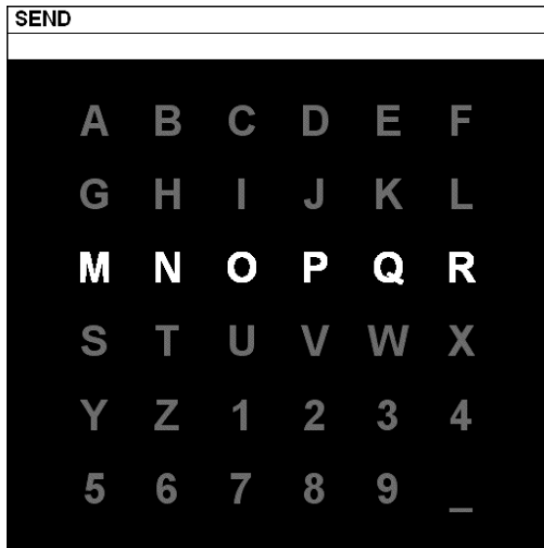 SEND
A B C D E F
G H I J K L
M N O P Q R
S T U V W X
Y Z 1 2 3 4
5 6 7 8 9 _